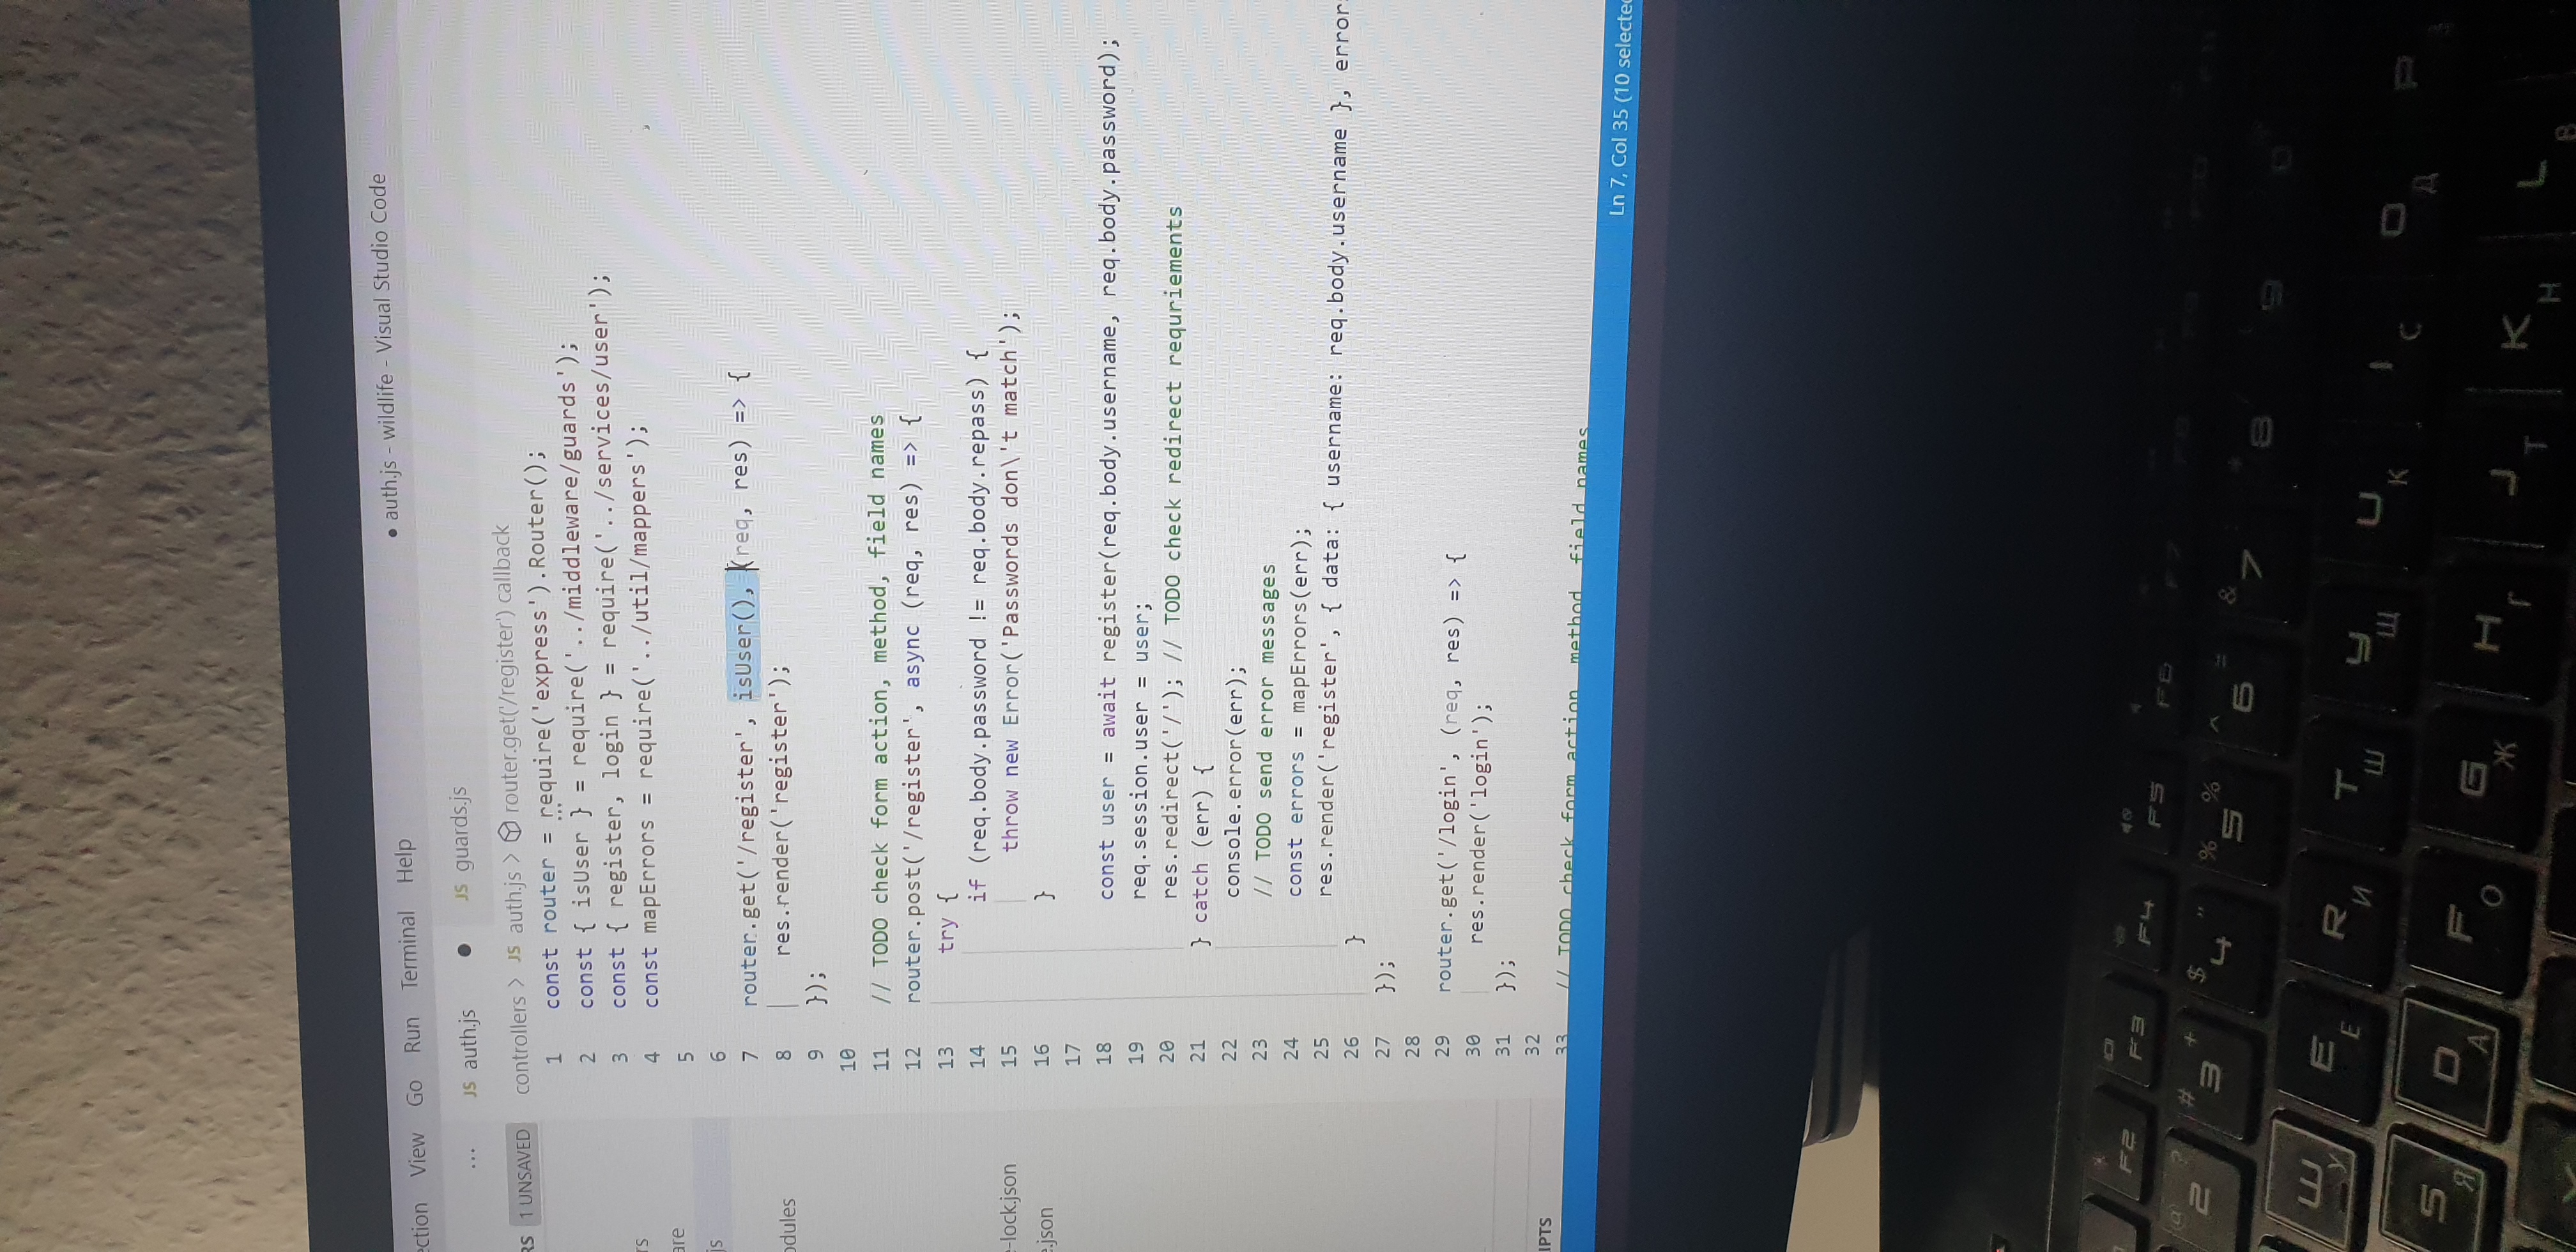 ection View Go Run Terminal Help
● auth.js - wildlife - Visual Studio Code
... JS auth.js ● JS guards.js
RS 1 UNSAVED
controllers > JS auth.js > router.get('/register') callback
1 const router = require('express').Router();
2 const { isUser } = require('../middleware/guards');
3 const { register, login } = require('../services/user');
4 const mapErrors = require('../util/mappers');
5
6
7 router.get('/register', isUser(), (req, res) => {
8 res.render('register');
9 });
10
11 // TODO check form action, method, field names
12 router.post('/register', async (req, res) => {
13 try {
14 if (req.body.password != req.body.repass) {
15 throw new Error('Passwords don\'t match');
16 }
17
18 const user = await register(req.body.username, req.body.password);
19 req.session.user = user;
20 res.redirect('/'); // TODO check redirect requriements
21 } catch (err) {
22 console.error(err);
23 // TODO send error messages
24 const errors = mapErrors(err);
25 res.render('register', { data: { username: req.body.username }, error
26 }
27 });
28
29 router.get('/login', (req, res) => {
30 res.render('login');
31 });
32
33 // TODO check form action, method, field names
rs
are
js
odules
e-lock.json
e.json
IPTS
Ln 7, Col 35 (10 selecte
F2 F3 F4 F5 F6 F7
@ 2 ? # 3 + $ 4 " % 5 % ^ 6 = & 7 * 8 9 0
Ш У E Е R И T Ш У Щ U К I С O Д P
S Я D А F О G Ж H Г J Т K Н L В